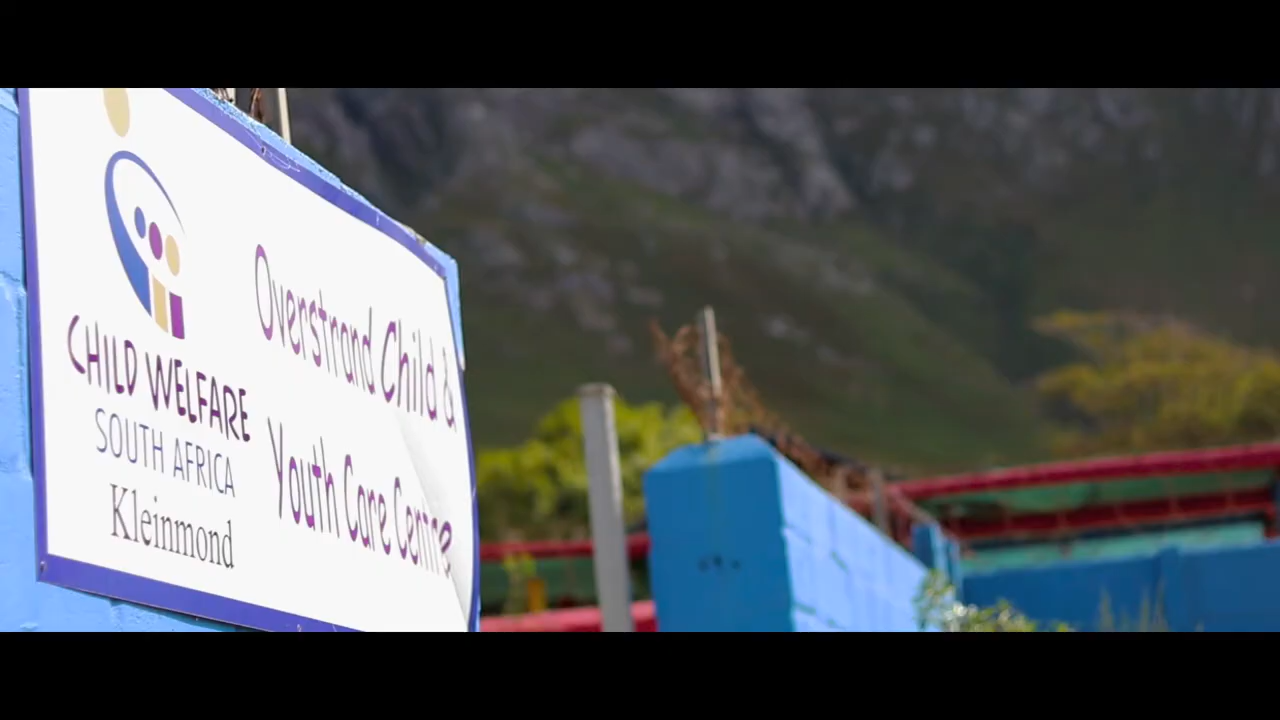 CHILD WELFARE
SOUTH AFRICA
Kleinmond
Overstrand Child &
Youth Care Centre